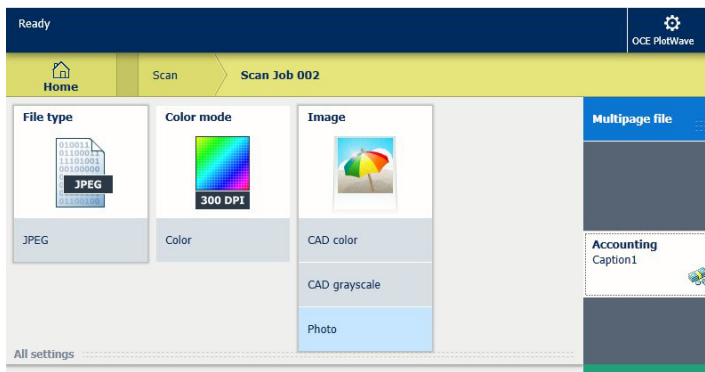 Ready
OCE PlotWave
Home
Scan
Scan Job 002
File type
Color mode
Image
Multipage file
JPEG
300 DPI
JPEG
Color
CAD color
Accounting
Caption1
CAD grayscale
Photo
All settings